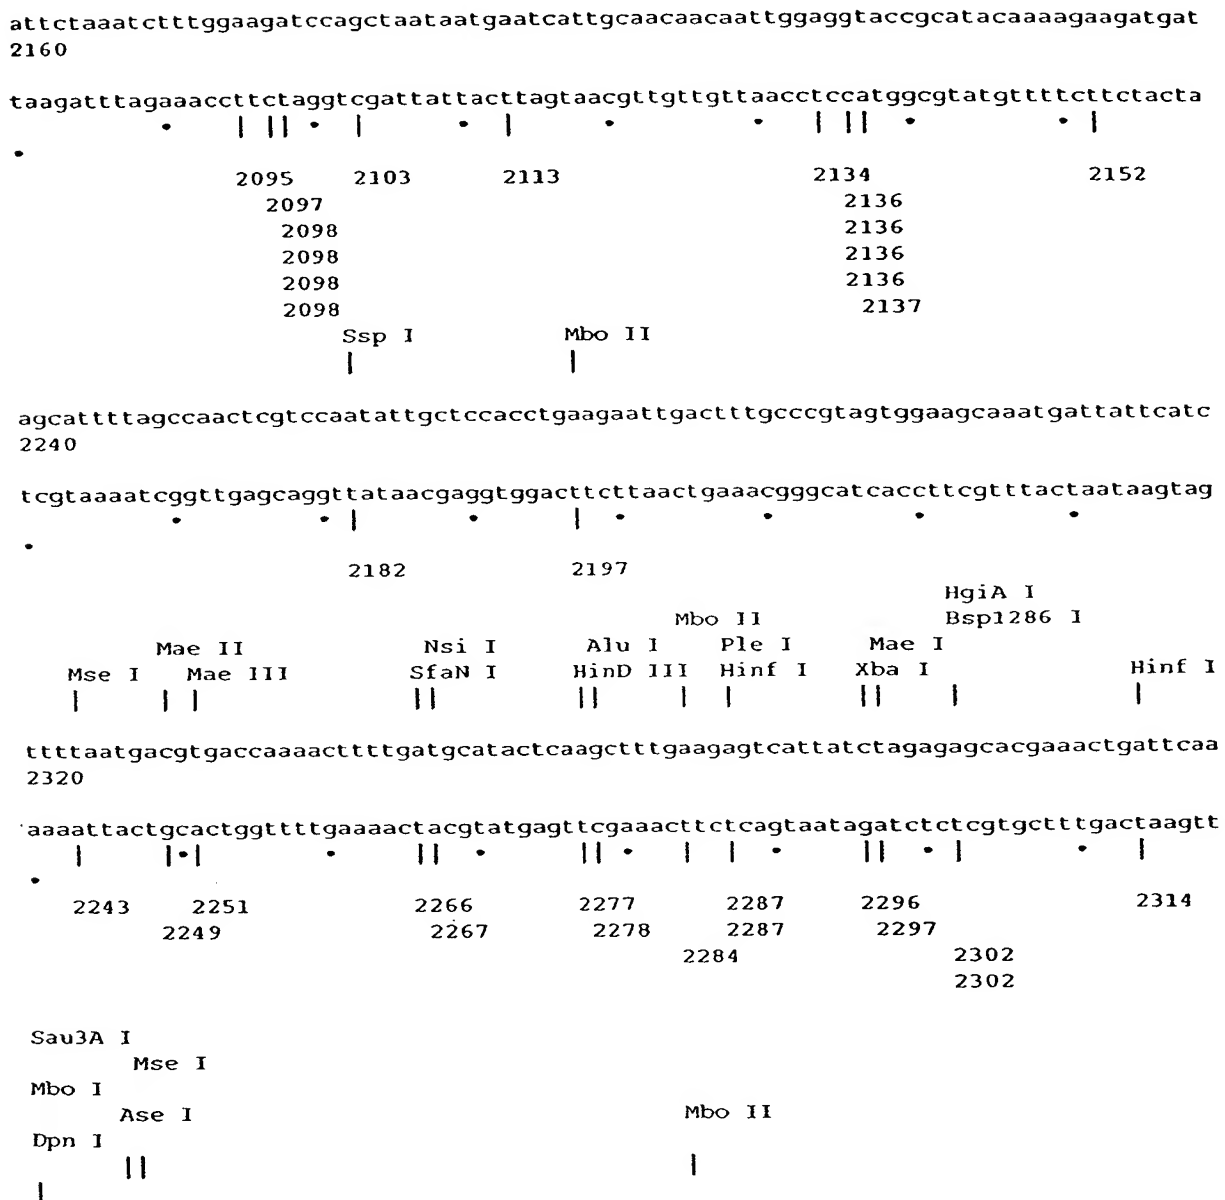 attctaaatctttggaagatccagctaataatgaatcattgcaacaacaattggaggtaccgcatacaaaagaagatgat
2160
taagatttagaaaccttctaggtcgattattacttagtaacgttgttgttaacctccatggcgtatgttttcttctacta
2095 2103 2113 2134 2152
2097 2136
2098 2136
2098 2136
2098 2136
2098 2137
Ssp I Mbo II
agcattttagccaactcgtccaatattgctccacctgaagaattgactttgcccgtagtggaagcaaatgattattcatc
2240
tcgtaaaatcggttgagcaggttataacgaggtggacttcttaactgaaacgggcatcaccttcgtttactaataagtag
2182 2197
HgiA I
Mbo II Bsp1286 I
Mae II Nsi I Alu I Ple I Mae I
Mse I Mae III SfaN I HinD III Hinf I Xba I Hinf I
ttttaatgacgtgaccaaaacttttgatgcatactcaagctttgaagagtcattatctagagagcacgaaactgattcaa
2320
aaaattactgcactggttttgaaaactacgtatgagttcgaaacttctcagtaatagatctctcgtgctttgactaagtt
2243 2251 2266 2277 2287 2296 2314
2249 2267 2278 2287 2297
2284 2302
2302
Sau3A I
Mse I
Mbo I
Ase I Mbo II
Dpn I